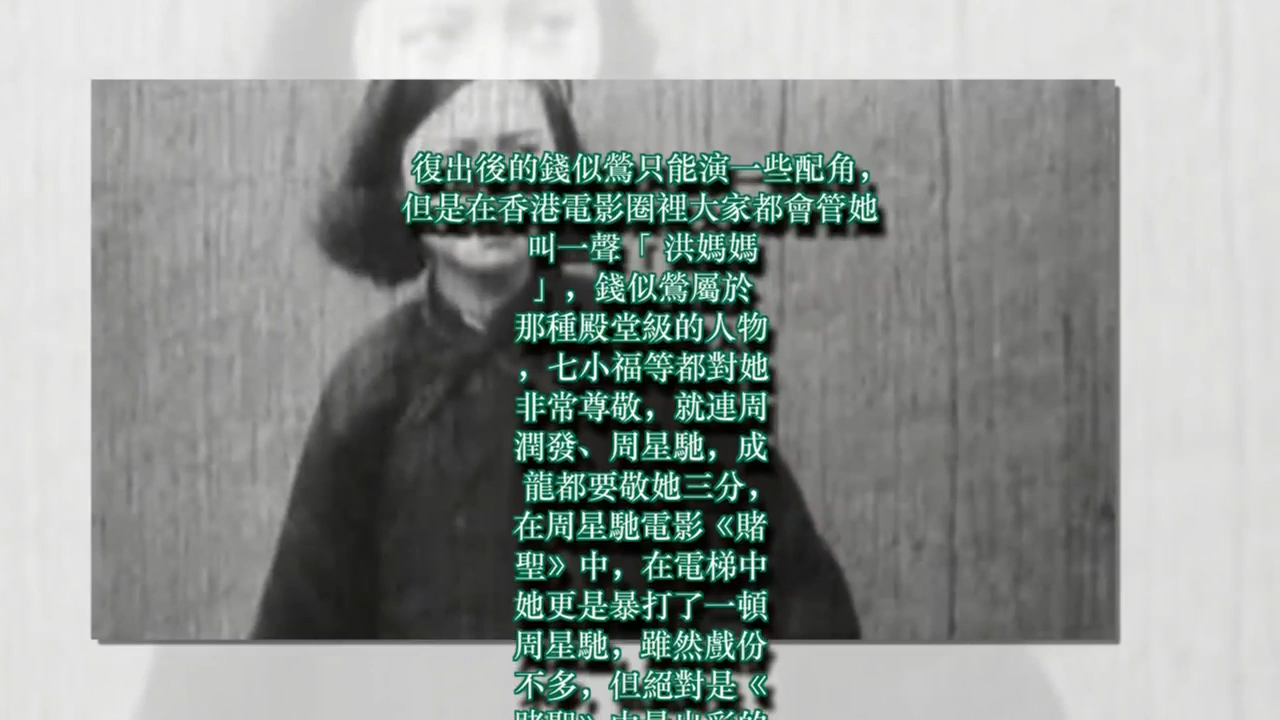 復出後的錢似鶯只能演一些配角，
但是在香港電影圈裡大家都會管她
叫一聲「 洪媽媽
」，錢似鶯屬於
那種殿堂級的人物
，七小福等都對她
非常尊敬，就連周
潤發、周星馳，成
龍都要敬她三分，
在周星馳電影《賭
聖》中，在電梯中
她更是暴打了一頓
周星馳，雖然戲份
不多，但絕對是《